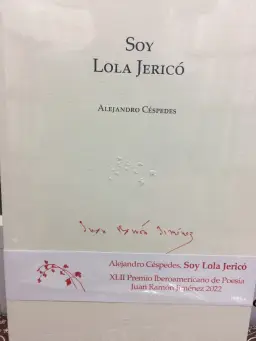 SOY
LOLA JERICÓ
ALEJANDRO CÉSPEDES
Juan Ramón Jiménez
Alejandro Céspedes. Soy Lola Jericó
XLII Premio Iberoamericano de Poesía
Juan Ramón Jiménez 2022